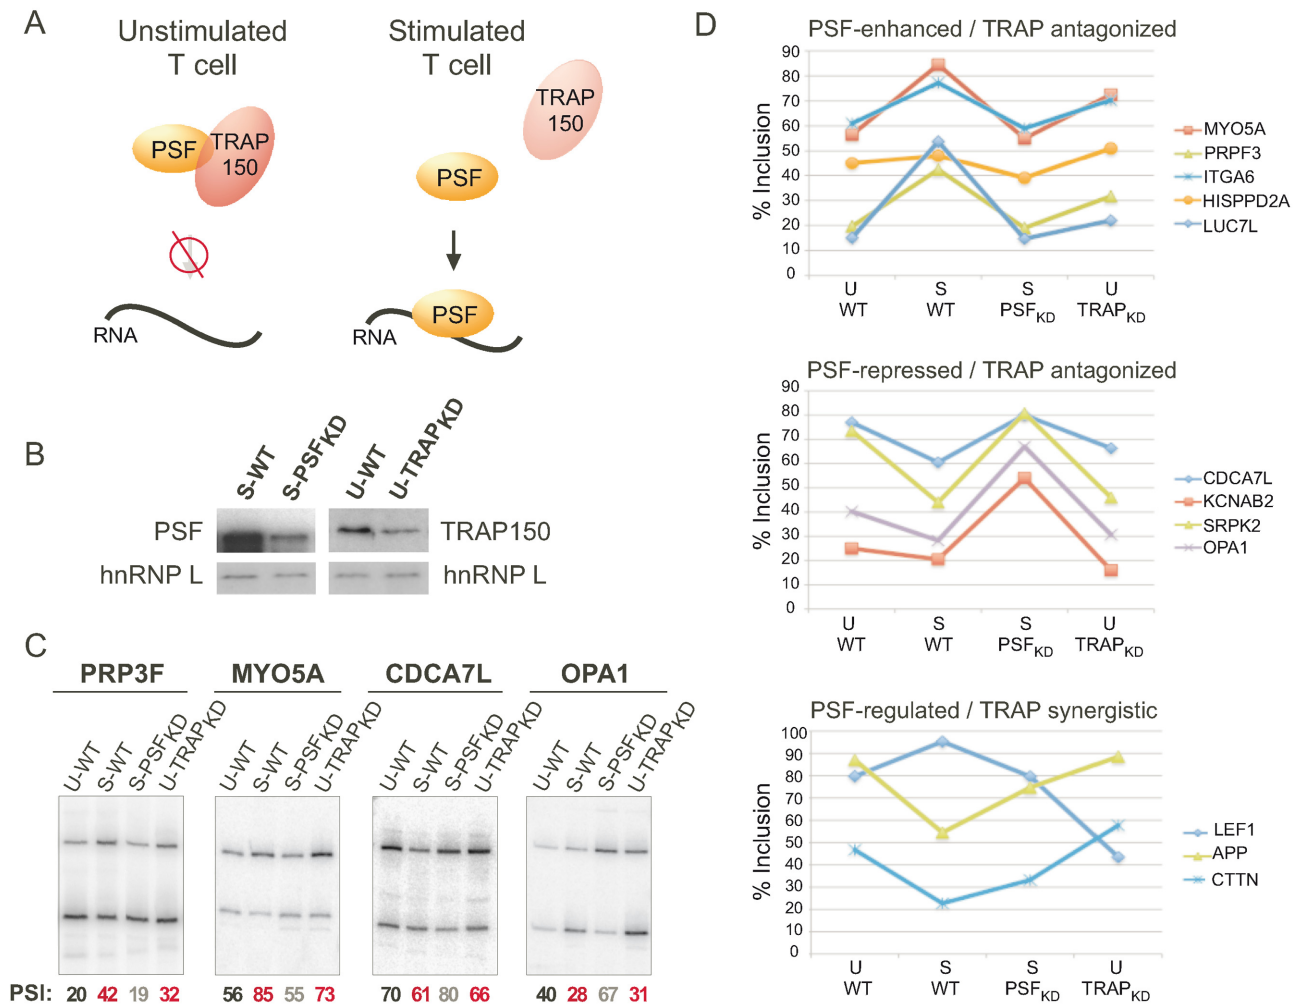 A
Unstimulated
T cell
Stimulated
T cell
PSF
TRAP
150
TRAP
150
PSF
RNA
RNA
PSF
B
S-WT
S-PSFKD
U-WT
U-TRAPKD
PSF
TRAP150
hnRNP L
hnRNP L
C
PRP3F
MYO5A
CDCA7L
OPA1
U-WT
S-WT
S-PSFKD
U-TRAPKD
U-WT
S-WT
S-PSFKD
U-TRAPKD
U-WT
S-WT
S-PSFKD
U-TRAPKD
U-WT
S-WT
S-PSFKD
U-TRAPKD
PSI: 20 42 19 32 56 85 55 73 70 61 80 66 40 28 67 31
D
PSF-enhanced / TRAP antagonized
% Inclusion
90
80
70
60
50
40
30
20
10
0
U
WT
S
WT
S
PSFKD
U
TRAPKD
MYO5A
PRPF3
ITGA6
HISPPD2A
LUC7L
PSF-repressed / TRAP antagonized
% Inclusion
90
80
70
60
50
40
30
20
10
0
U
WT
S
WT
S
PSFKD
U
TRAPKD
CDCA7L
KCNAB2
SRPK2
OPA1
PSF-regulated / TRAP synergistic
% Inclusion
100
90
80
70
60
50
40
30
20
10
0
U
WT
S
WT
S
PSFKD
U
TRAPKD
LEF1
APP
CTTN